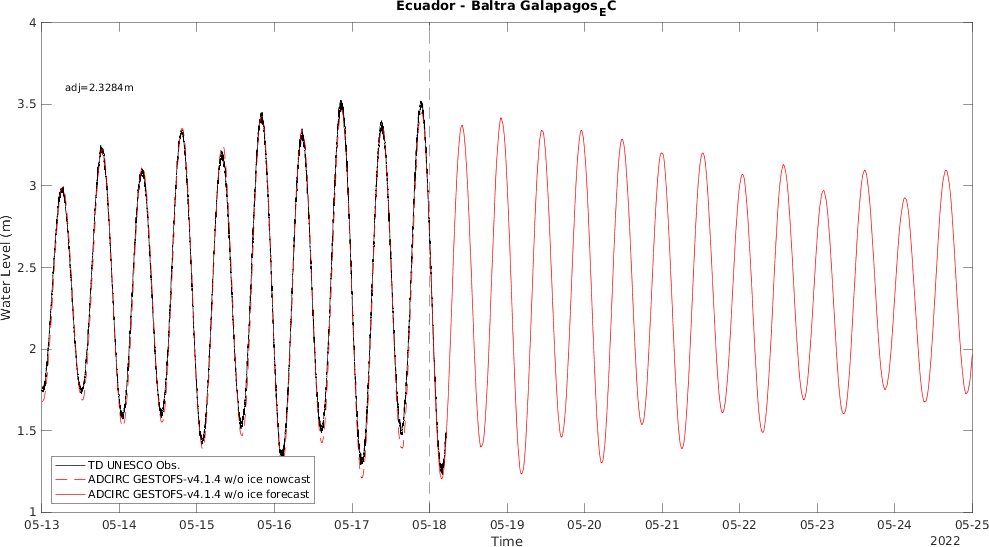 Ecuador - Baltra Galapagos_EC
4
adj=2.3284m
3.5
3
2.5
2
1.5
1
Water Level (m)
TD UNESCO Obs.
ADCIRC GESTOFS-v4.1.4 w/o ice nowcast
ADCIRC GESTOFS-v4.1.4 w/o ice forecast
05-13 05-14 05-15 05-16 05-17 05-18 05-19 05-20 05-21 05-22 05-23 05-24 05-25
Time
2022